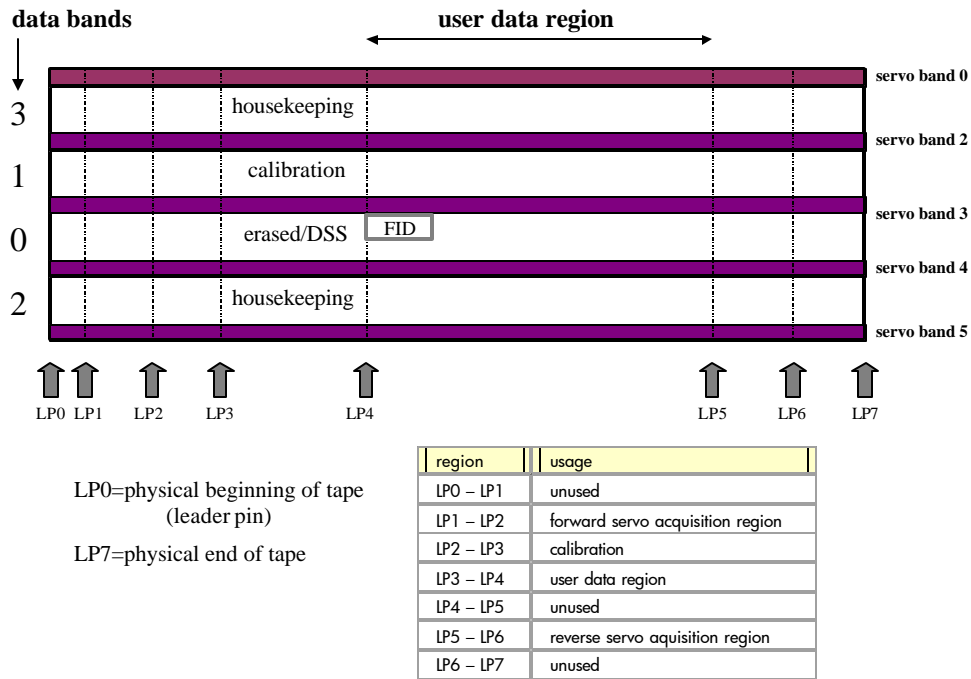 data bands
user data region
servo band 0
3
housekeeping
servo band 2
1
calibration
servo band 3
0
erased/DSS
FID
servo band 4
2
housekeeping
servo band 5
LP0 LP1 LP2 LP3 LP4 LP5 LP6 LP7
LP0=physical beginning of tape
(leader pin)
LP7=physical end of tape
region usage
LP0 – LP1 unused
LP1 – LP2 forward servo acquisition region
LP2 – LP3 calibration
LP3 – LP4 user data region
LP4 – LP5 unused
LP5 – LP6 reverse servo aquisition region
LP6 – LP7 unused